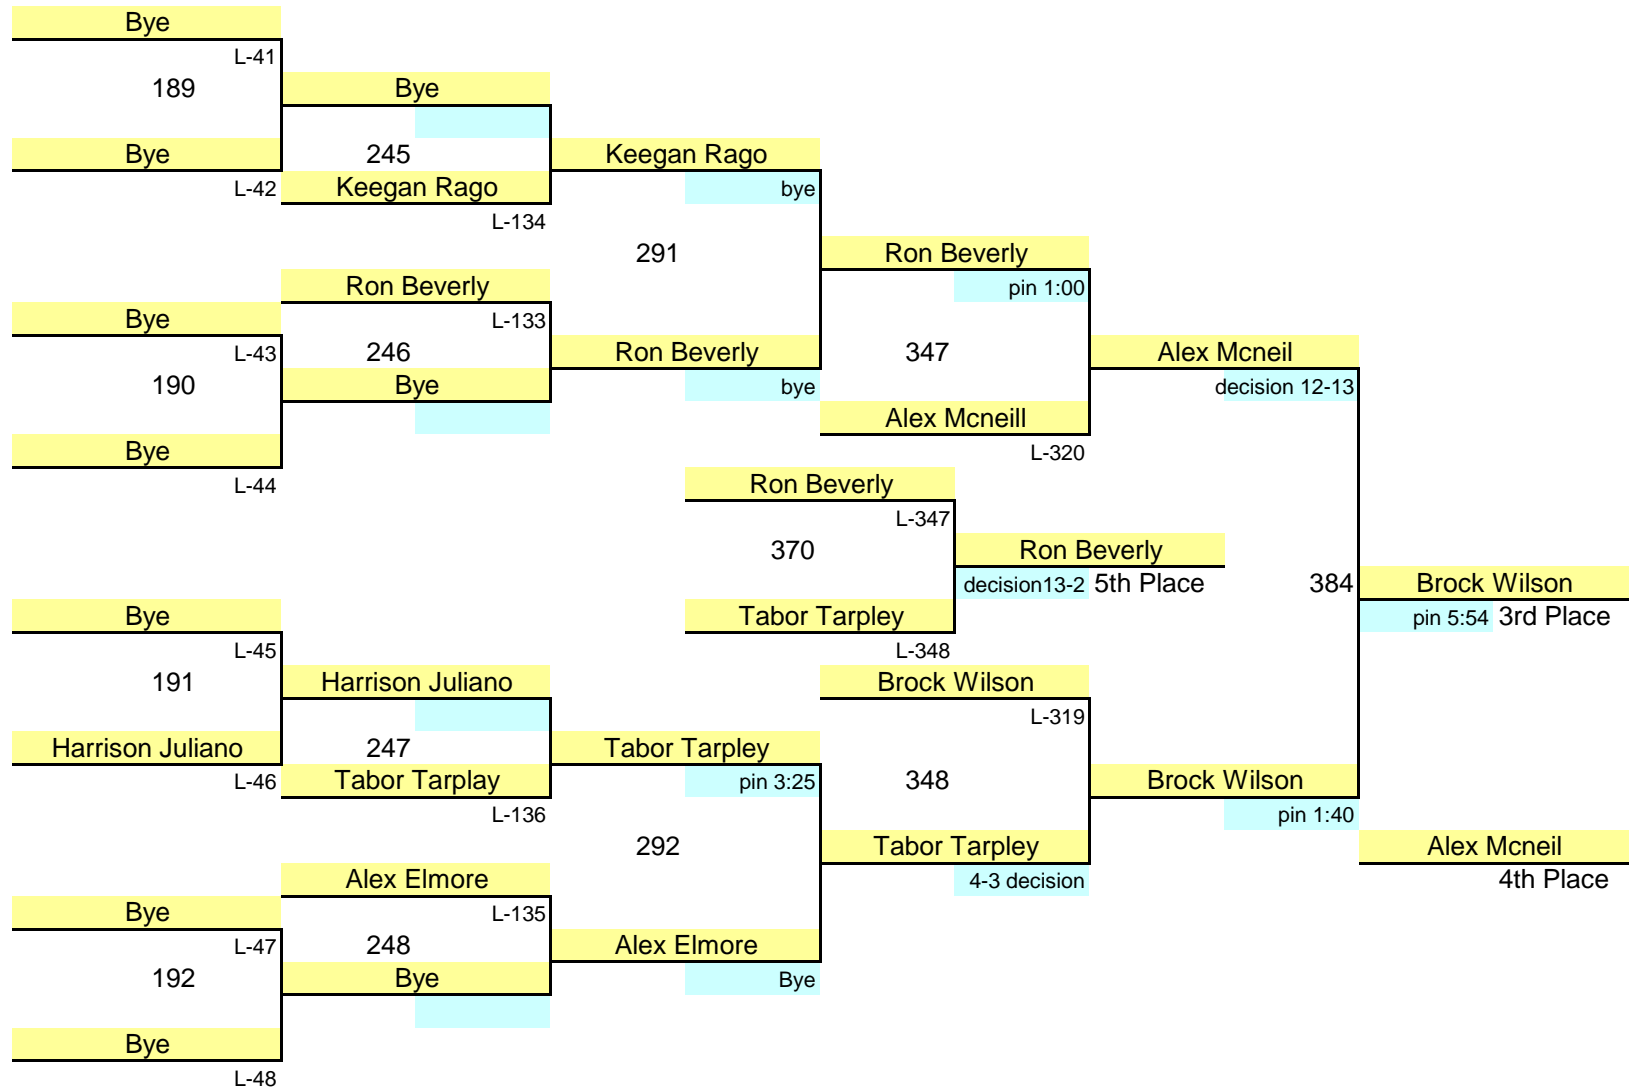 Bye
L-41
189
Bye
Bye
245
Keegan Rago
L-42
Keegan Rago
bye
L-134
291
Ron Beverly
Ron Beverly
pin 1:00
Bye
L-133
L-43
246
Ron Beverly
347
Alex Mcneil
190
Bye
bye
decision 12-13
Alex Mcneill
Bye
L-320
L-44
Ron Beverly
L-347
370
Ron Beverly
decision13-2
5th Place
384
Brock Wilson
Bye
Tabor Tarpley
pin 5:54
3rd Place
L-45
L-348
191
Harrison Juliano
Brock Wilson
L-319
Harrison Juliano
247
Tabor Tarpley
L-46
Tabor Tarplay
pin 3:25
348
Brock Wilson
L-136
pin 1:40
292
Tabor Tarpley
Alex Mcneil
Alex Elmore
4-3 decision
4th Place
Bye
L-135
L-47
248
Alex Elmore
192
Bye
Bye
Bye
L-48